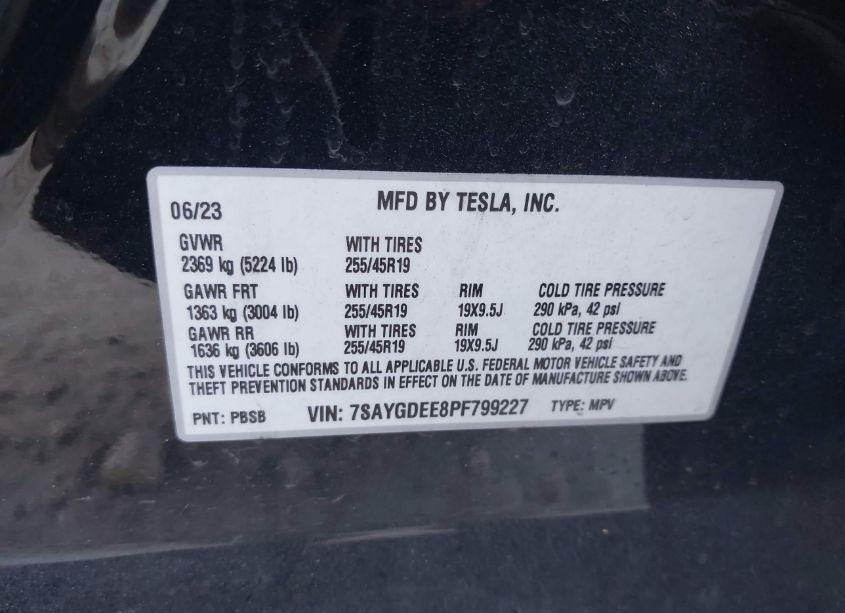 06/23 MFD BY TESLA, INC.
GVWR WITH TIRES
2369 kg (5224 lb) 255/45R19
GAWR FRT WITH TIRES RIM COLD TIRE PRESSURE
1363 kg (3004 lb) 255/45R19 19X9.5J 290 kPa, 42 psi
GAWR RR WITH TIRES RIM COLD TIRE PRESSURE
1636 kg (3606 lb) 255/45R19 19X9.5J 290 kPa, 42 psi
THIS VEHICLE CONFORMS TO ALL APPLICABLE U.S. FEDERAL MOTOR VEHICLE SAFETY AND
THEFT PREVENTION STANDARDS IN EFFECT ON THE DATE OF MANUFACTURE SHOWN ABOVE.
PNT: PBSB VIN: 7SAYGDEE8PF799227 TYPE: MPV